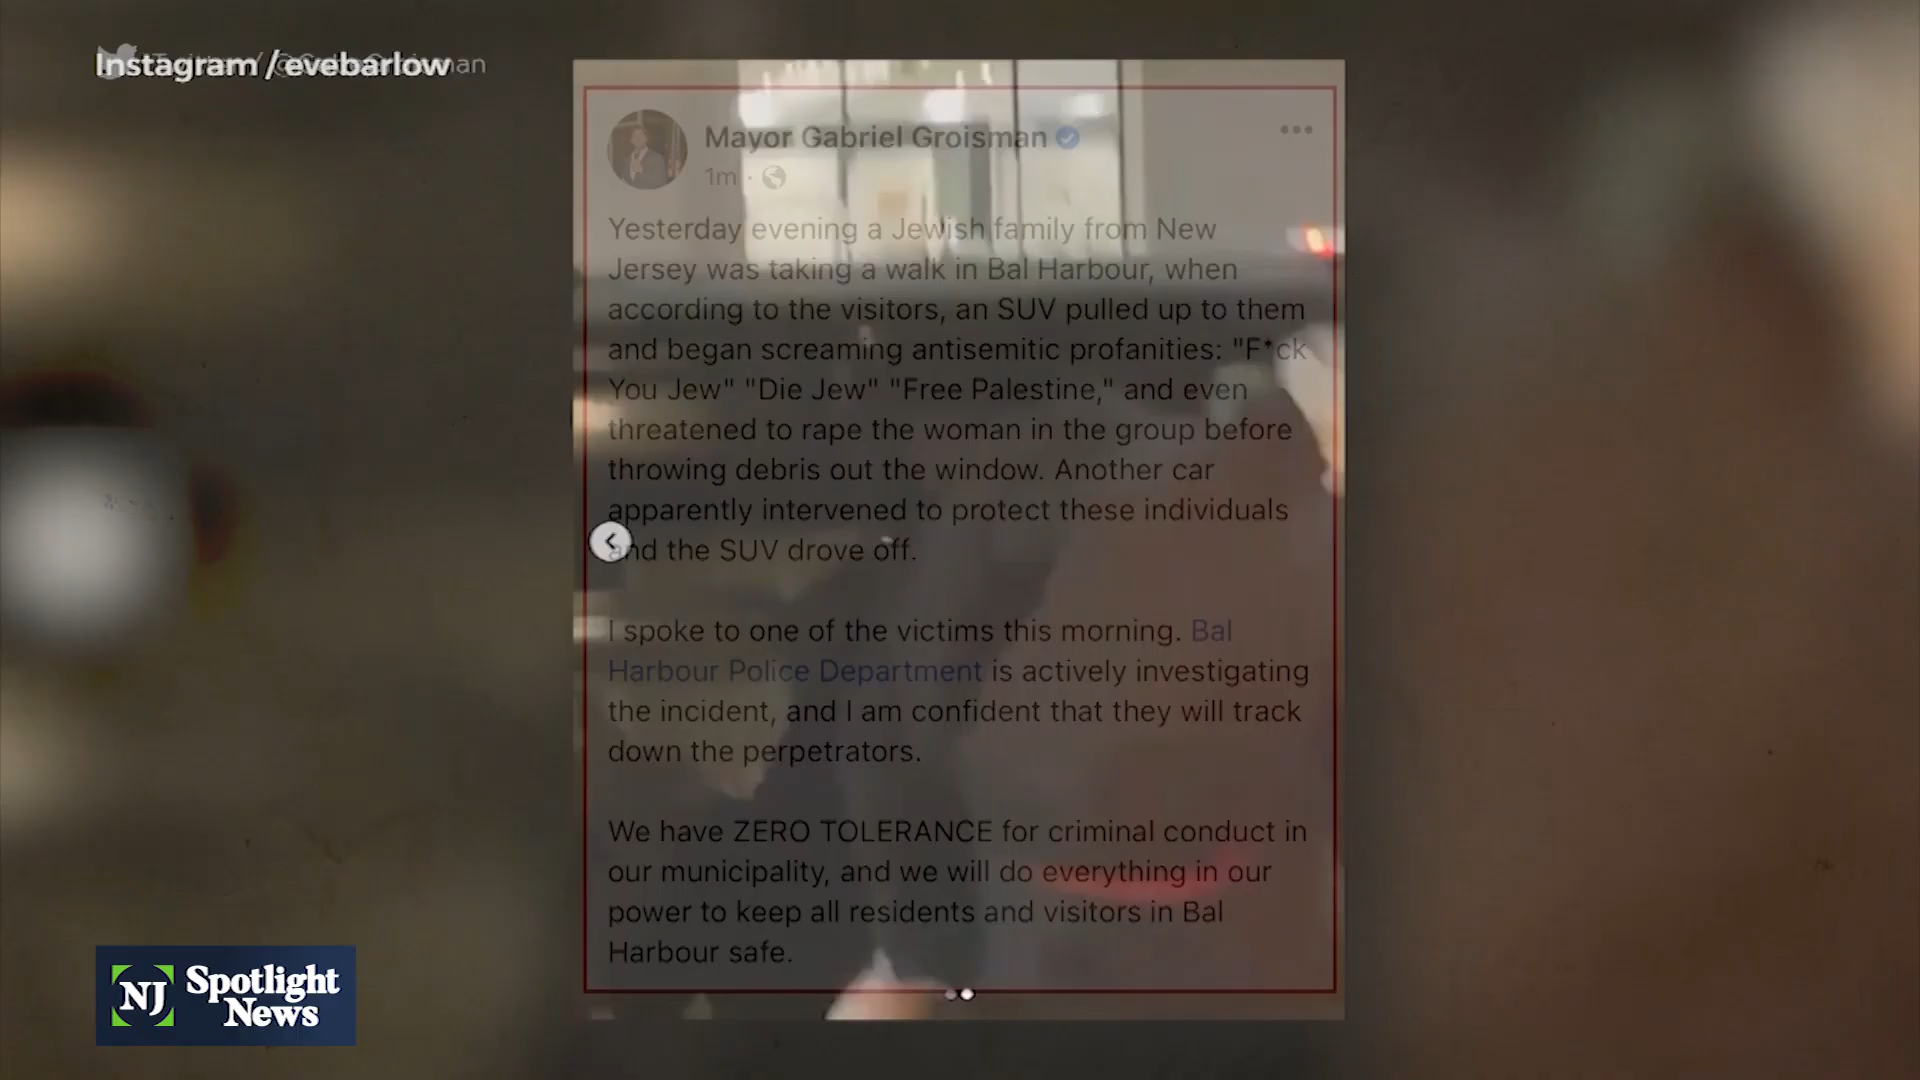 Instagram / evebarlow
Mayor Gabriel Groisman
1m ·
Yesterday evening a Jewish family from New
Jersey was taking a walk in Bal Harbour, when
according to the visitors, an SUV pulled up to them
and began screaming antisemitic profanities: "F*ck
You Jew" "Die Jew" "Free Palestine," and even
threatened to rape the woman in the group before
throwing debris out the window. Another car
apparently intervened to protect these individuals
and the SUV drove off.
I spoke to one of the victims this morning. Bal
Harbour Police Department is actively investigating
the incident, and I am confident that they will track
down the perpetrators.
We have ZERO TOLERANCE for criminal conduct in
our municipality, and we will do everything in our
power to keep all residents and visitors in Bal
Harbour safe.
NJ Spotlight
News